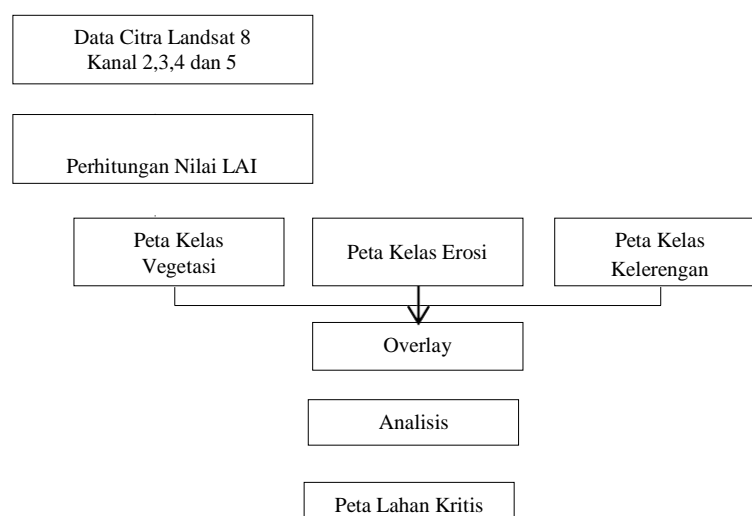 Data Citra Landsat 8
Kanal 2,3,4 dan 5
Perhitungan Nilai LAI
Peta Kelas
Vegetasi
Peta Kelas Erosi
Peta Kelas
Kelerengan
Overlay
Analisis
Peta Lahan Kritis